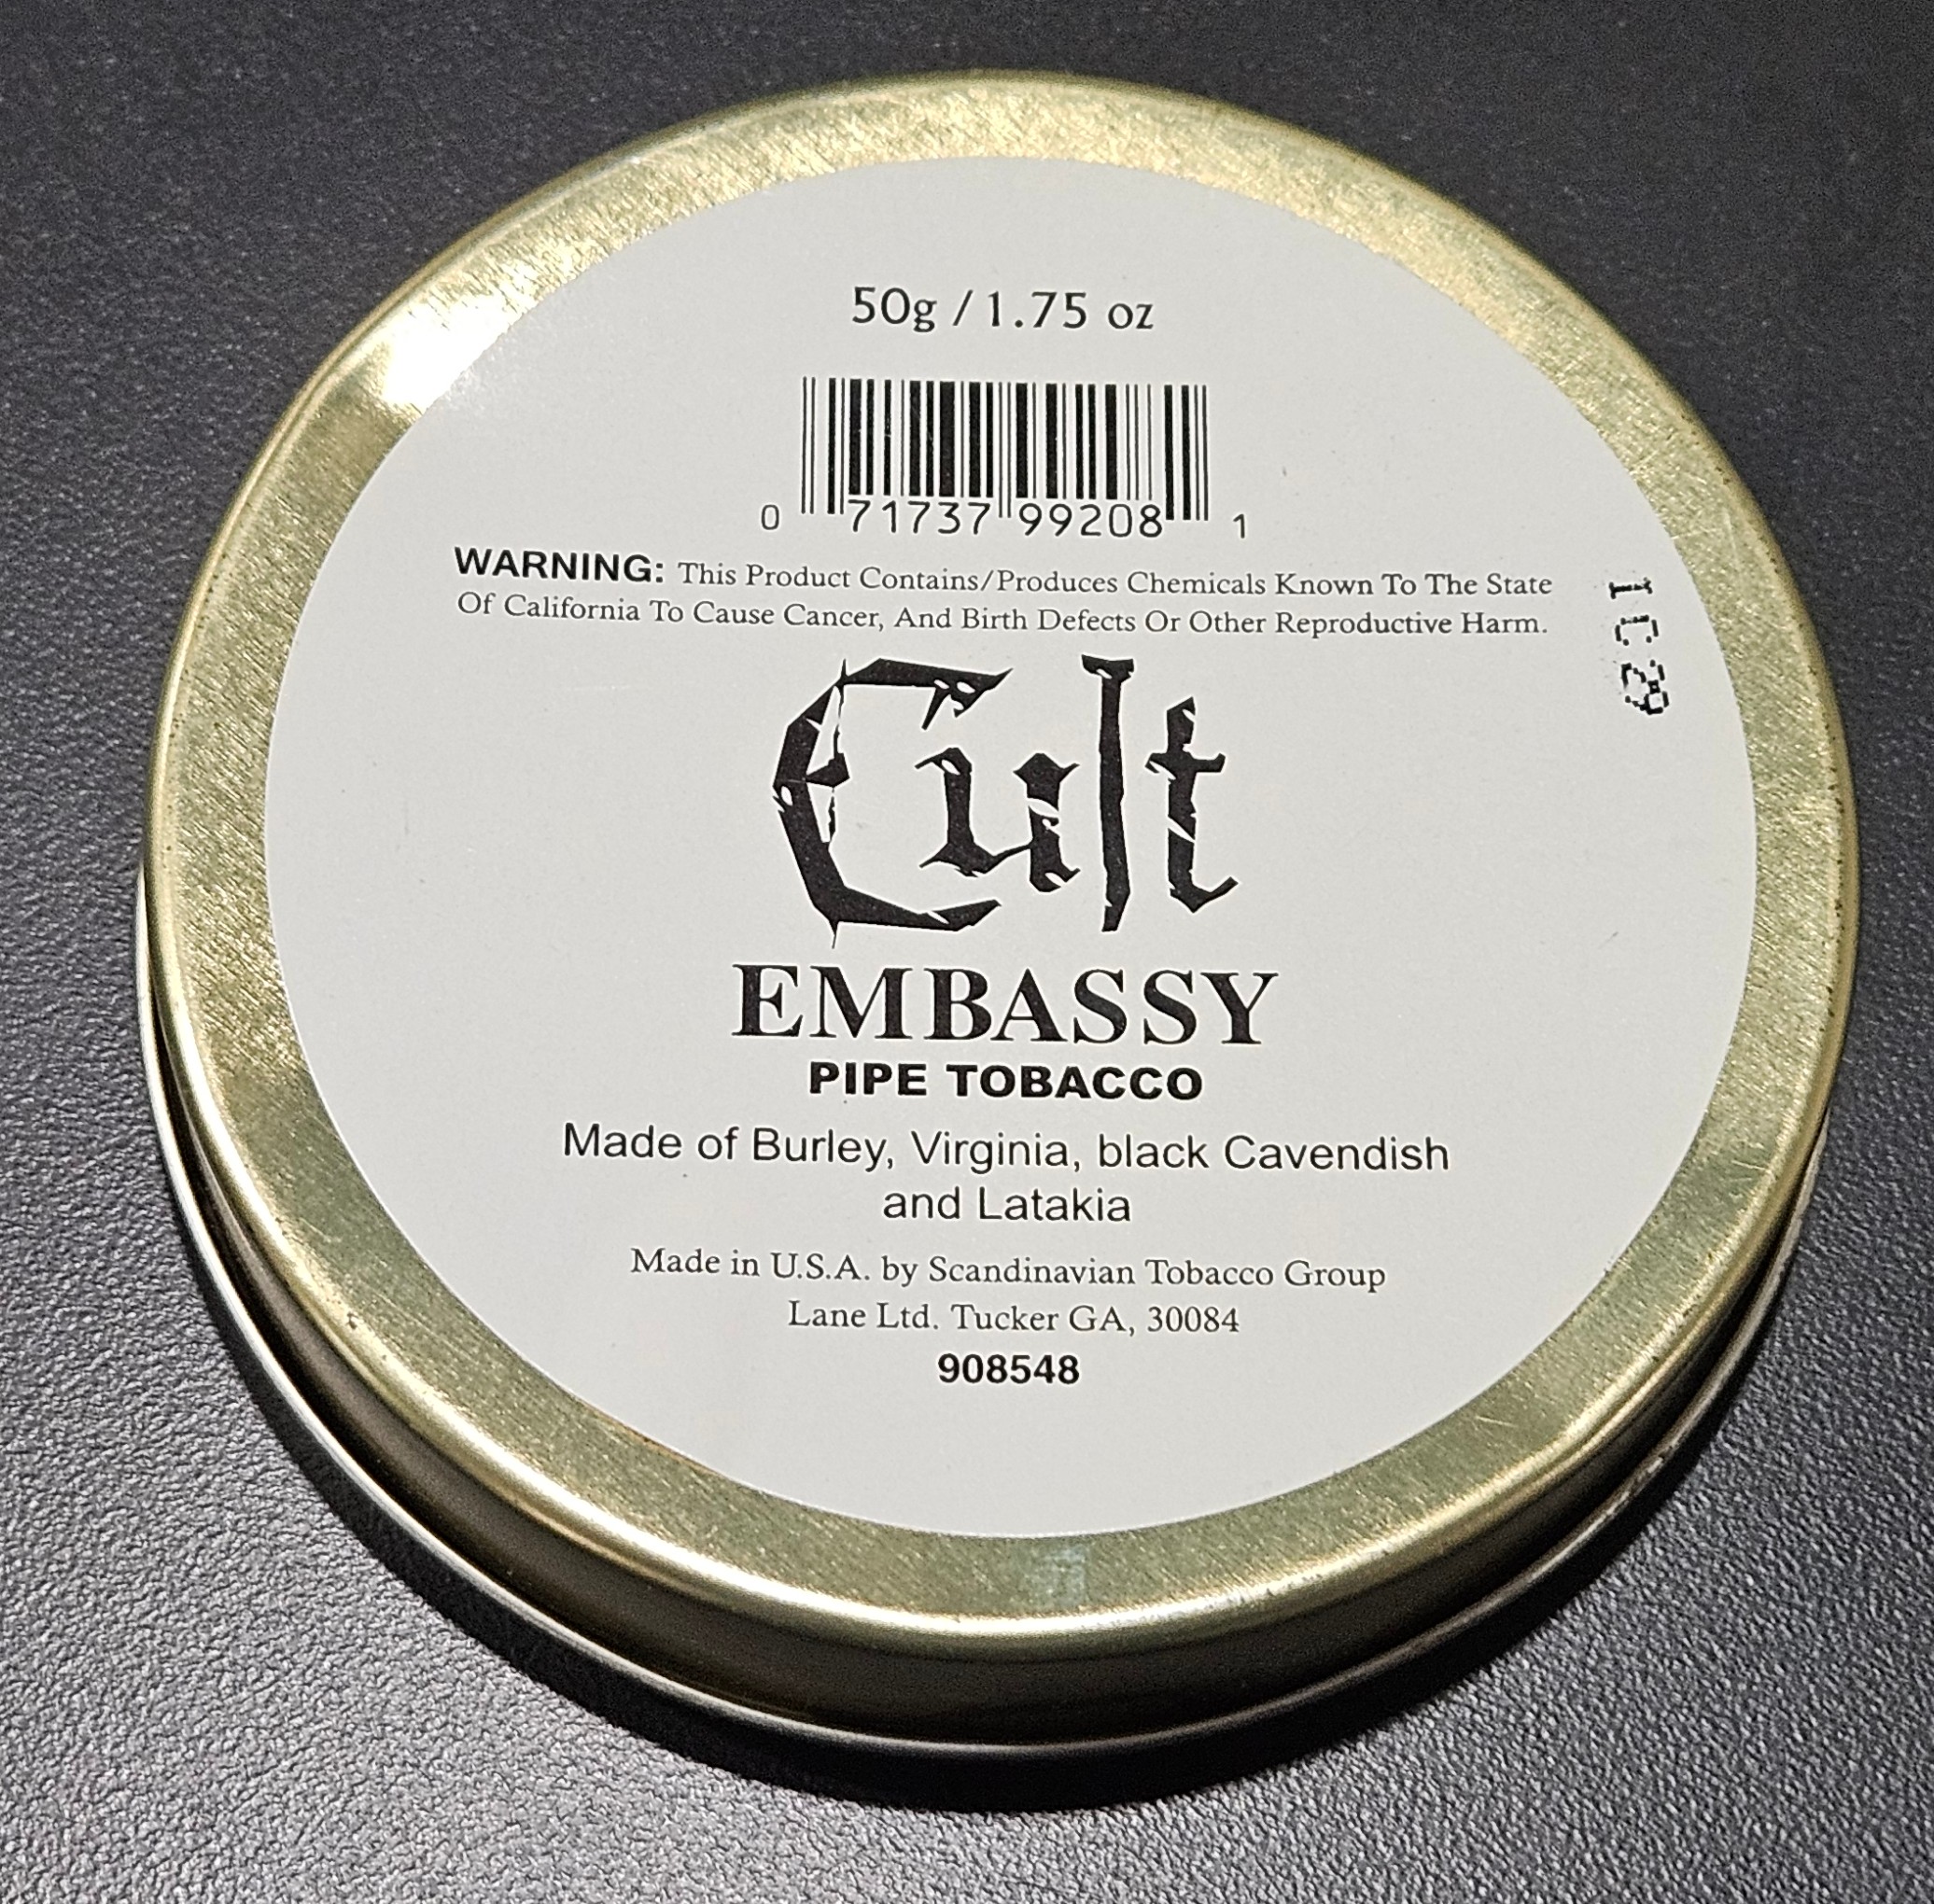 50g / 1.75 oz
0 71737 99208 1
WARNING: This Product Contains/Produces Chemicals Known To The State
Of California To Cause Cancer, And Birth Defects Or Other Reproductive Harm.
Cult
EMBASSY
PIPE TOBACCO
Made of Burley, Virginia, black Cavendish
and Latakia
Made in U.S.A. by Scandinavian Tobacco Group
Lane Ltd. Tucker GA, 30084
908548